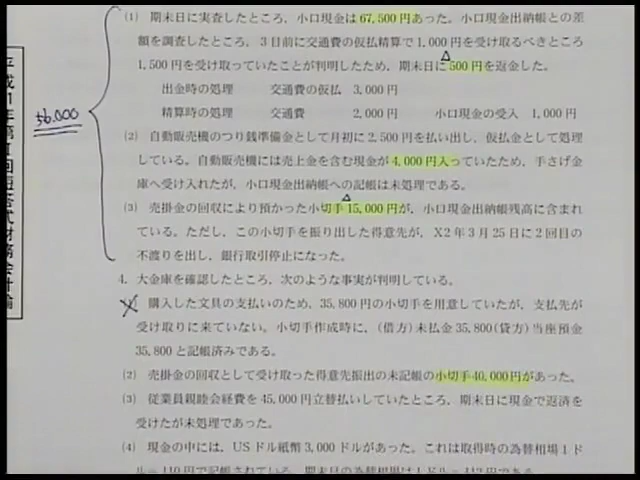 (1) 期末日に実査したところ、小口現金は67,500円あった。小口現金出納帳との差
額を調査したところ、3日前に交通費の仮払精算で1,000円を受け取るべきところ
1,500円を受け取っていたことが判明したため、期末日に500円を返金した。
出金時の処理 交通費の仮払 3,000円
精算時の処理 交通費 2,000円 小口現金の受入 1,000円
56,000
(2) 自動販売機のつり銭準備金として月初に2,500円を払い出し、仮払金として処理
している。自動販売機には売上金を含む現金が4,000円入っていたため、手さげ金
庫へ受け入れたが、小口現金出納帳への記帳は未処理である。
(3) 売掛金の回収により預かった小切手15,000円が、小口現金出納帳残高に含まれ
ている。ただし、この小切手を振り出した得意先が、X2年3月25日に2回目の
不渡りを出し、銀行取引停止になった。
4. 大金庫を確認したところ、次のような事実が判明している。
購入した文具の支払いのため、35,800円の小切手を用意していたが、支払先が
受け取りに来ていない。小切手作成時に、(借方)未払金35,800(貸方)当座預金
35,800と記帳済みである。
(2) 売掛金の回収として受け取った得意先振出の未記帳の小切手40,000円があった。
(3) 従業員親睦会経費を45,000円立替払いしていたところ、期末日に現金で返済を
受けたが未処理であった。
(4) 現金の中には、USドル紙幣3,000ドルがあった。これは取得時の為替相場1ド